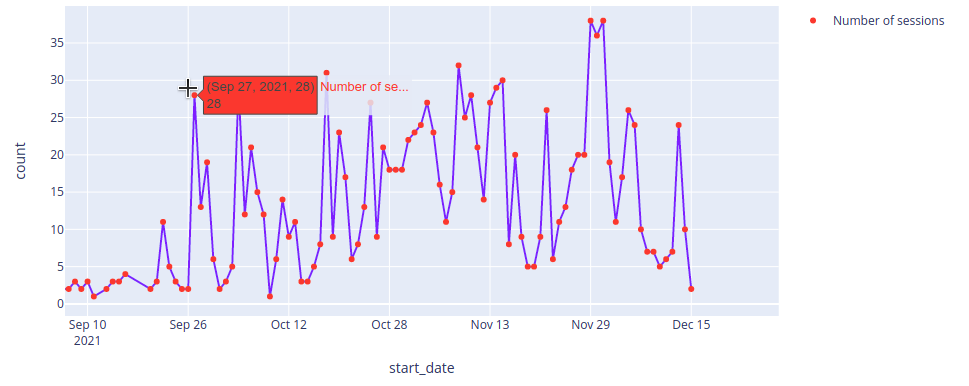 Number of sessions
35
30
25
20
15
10
5
0
count
(Sep 27, 2021, 28) Number of se...
28
Sep 10
2021
Sep 26
Oct 12
Oct 28
Nov 13
Nov 29
Dec 15
start_date